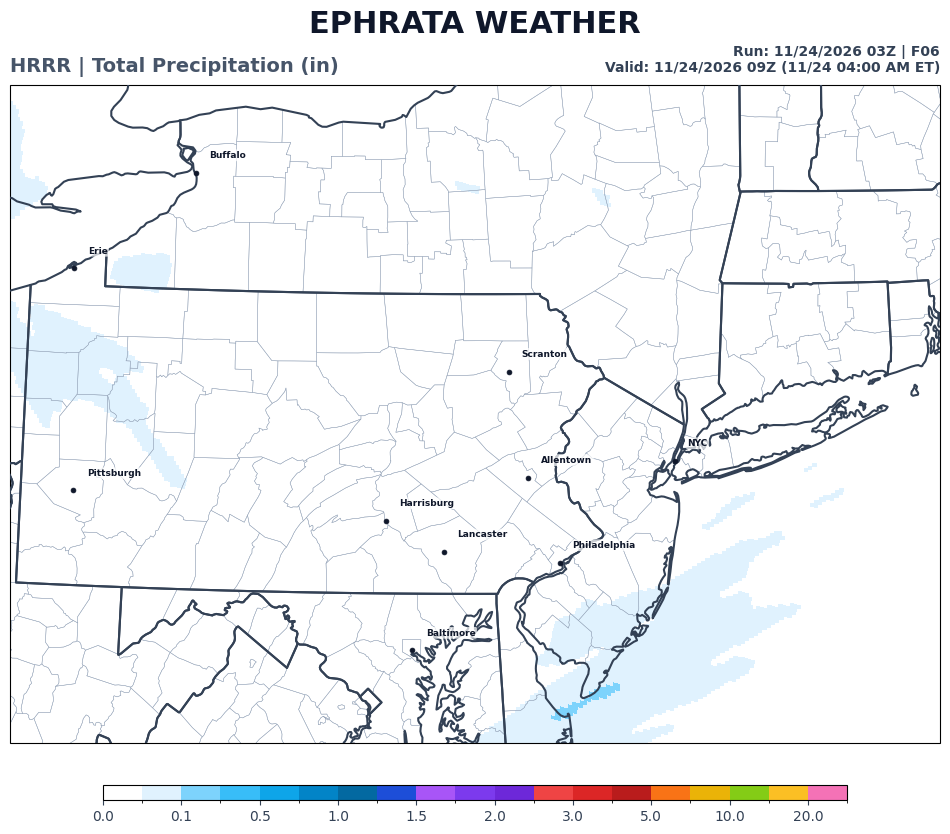 EPHRATA WEATHER
HRRR | Total Precipitation (in)
Run: 11/24/2026 03Z | F06
Valid: 11/24/2026 09Z (11/24 04:00 AM ET)
Buffalo
Erie
Scranton
NYC
Allentown
Pittsburgh
Harrisburg
Lancaster
Philadelphia
Baltimore
0.0 0.1 0.5 1.0 1.5 2.0 3.0 5.0 10.0 20.0